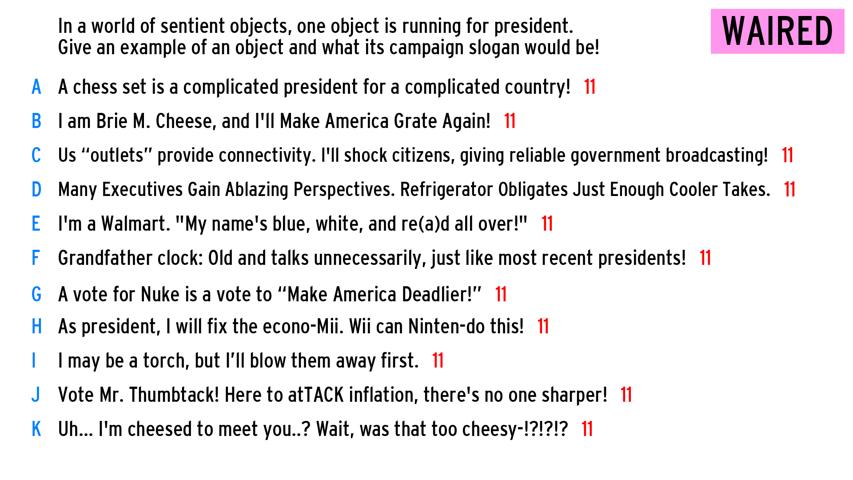 In a world of sentient objects, one object is running for president.
Give an example of an object and what its campaign slogan would be!
WAIRED
A A chess set is a complicated president for a complicated country! 11
B I am Brie M. Cheese, and I'll Make America Grate Again! 11
C Us “outlets” provide connectivity. I'll shock citizens, giving reliable government broadcasting! 11
D Many Executives Gain Ablazing Perspectives. Refrigerator Obligates Just Enough Cooler Takes. 11
E I'm a Walmart. "My name's blue, white, and re(a)d all over!" 11
F Grandfather clock: Old and talks unnecessarily, just like most recent presidents! 11
G A vote for Nuke is a vote to “Make America Deadlier!” 11
H As president, I will fix the econo-Mii. Wii can Ninten-do this! 11
I I may be a torch, but I’ll blow them away first. 11
J Vote Mr. Thumbtack! Here to atTACK inflation, there's no one sharper! 11
K Uh... I'm cheesed to meet you..? Wait, was that too cheesy-!?!?!? 11